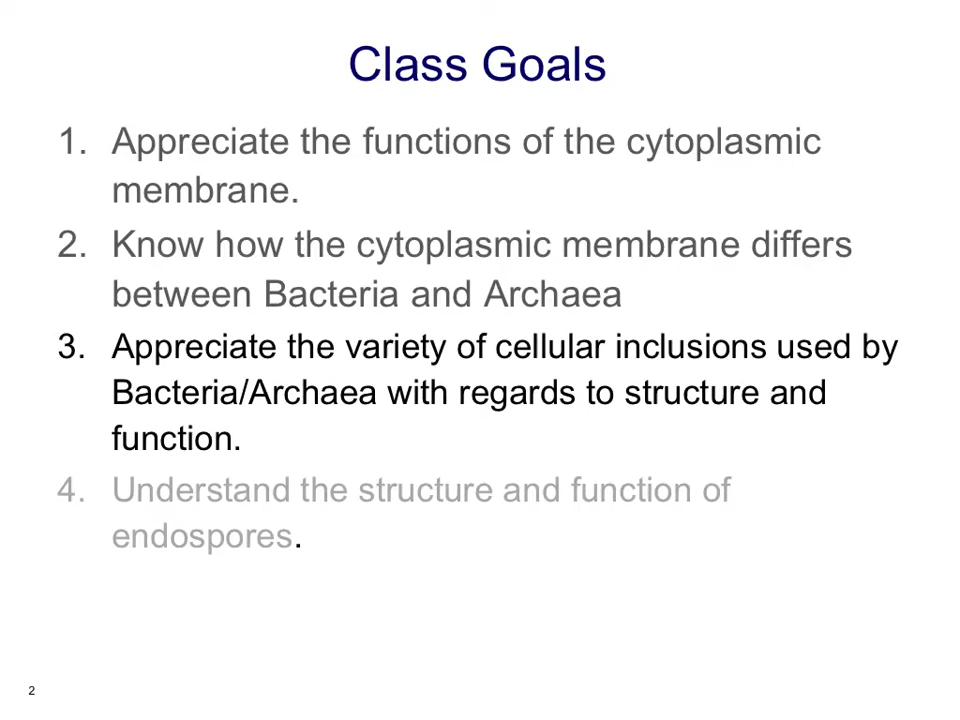 Class Goals
1. Appreciate the functions of the cytoplasmic
membrane.
2. Know how the cytoplasmic membrane differs
between Bacteria and Archaea
3. Appreciate the variety of cellular inclusions used by
Bacteria/Archaea with regards to structure and
function.
4. Understand the structure and function of
endospores.
2